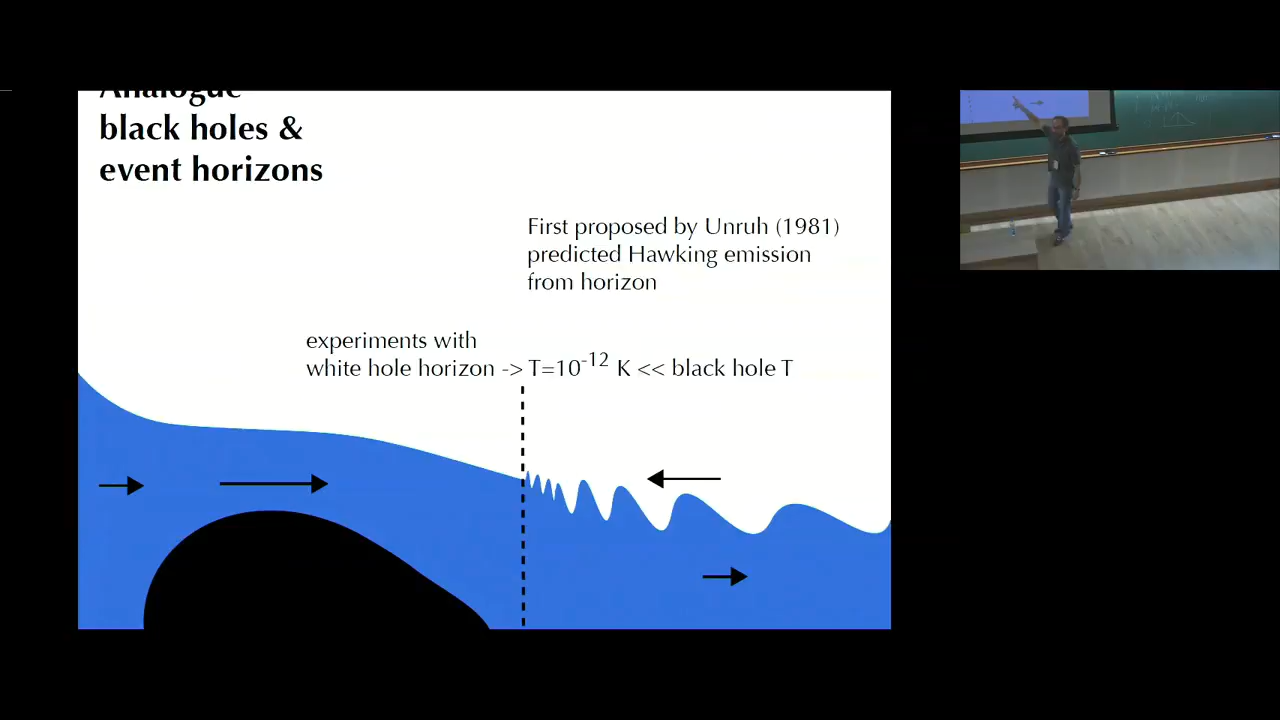 Analogue
black holes &
event horizons
First proposed by Unruh (1981)
predicted Hawking emission
from horizon
experiments with
white hole horizon -> T=10^-12 K << black hole T